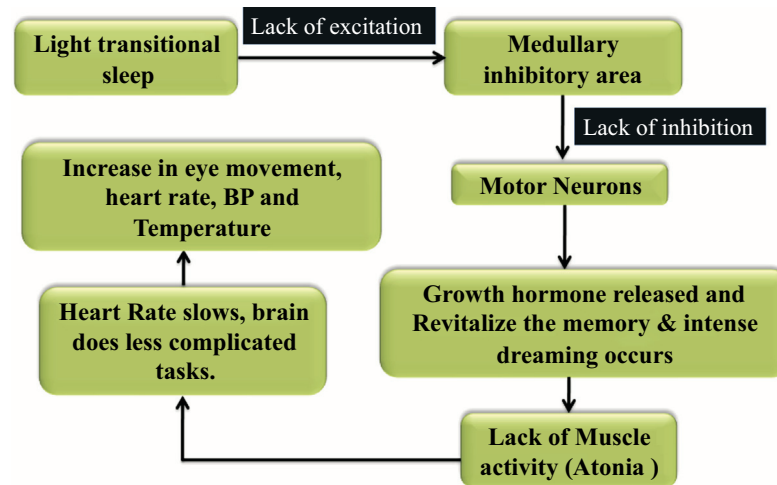 Light transitional
sleep
Lack of excitation
Medullary
inhibitory area
Lack of inhibition
Motor Neurons
Growth hormone released and
Revitalize the memory & intense
dreaming occurs
Lack of Muscle
activity (Atonia )
Heart Rate slows, brain
does less complicated
tasks.
Increase in eye movement,
heart rate, BP and
Temperature